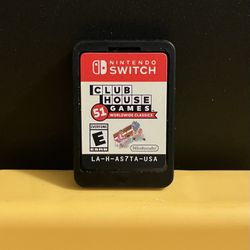 NINTENDO
SWITCH
CLUB
HOUSE
GAMES
51
WORLDWIDE CLASSICS
EVERYONE
E
ESRB
Nintendo
LA-H-AS7TA-USA